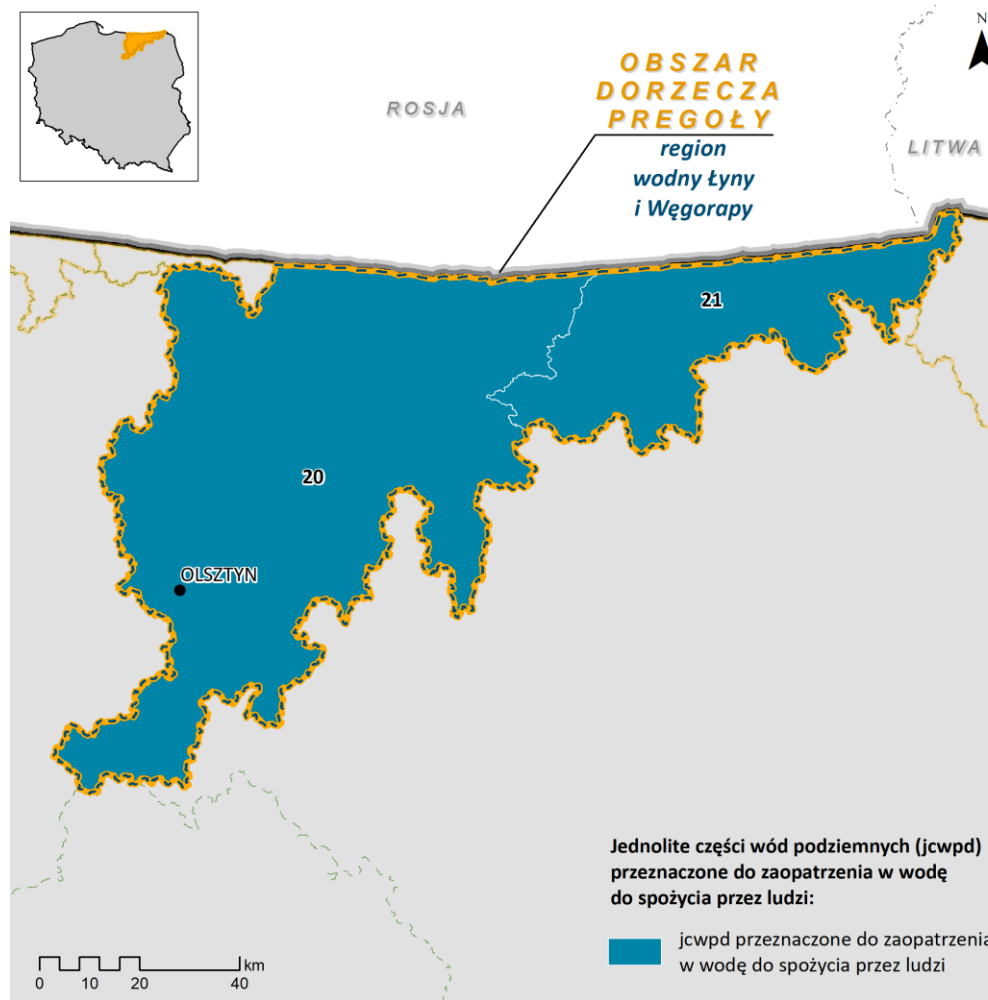 N
ROSJA
OBSZAR
DORZECZA
PREGOŁY
region
wodny Łyny
i Węgorapy
LITWA
21
20
OLSZTYN
Jednolite części wód podziemnych (jcwpd)
przeznaczone do zaopatrzenia w wodę
do spożycia przez ludzi:
jcwpd przeznaczone do zaopatrzenia
w wodę do spożycia przez ludzi
km
0 10 20 40